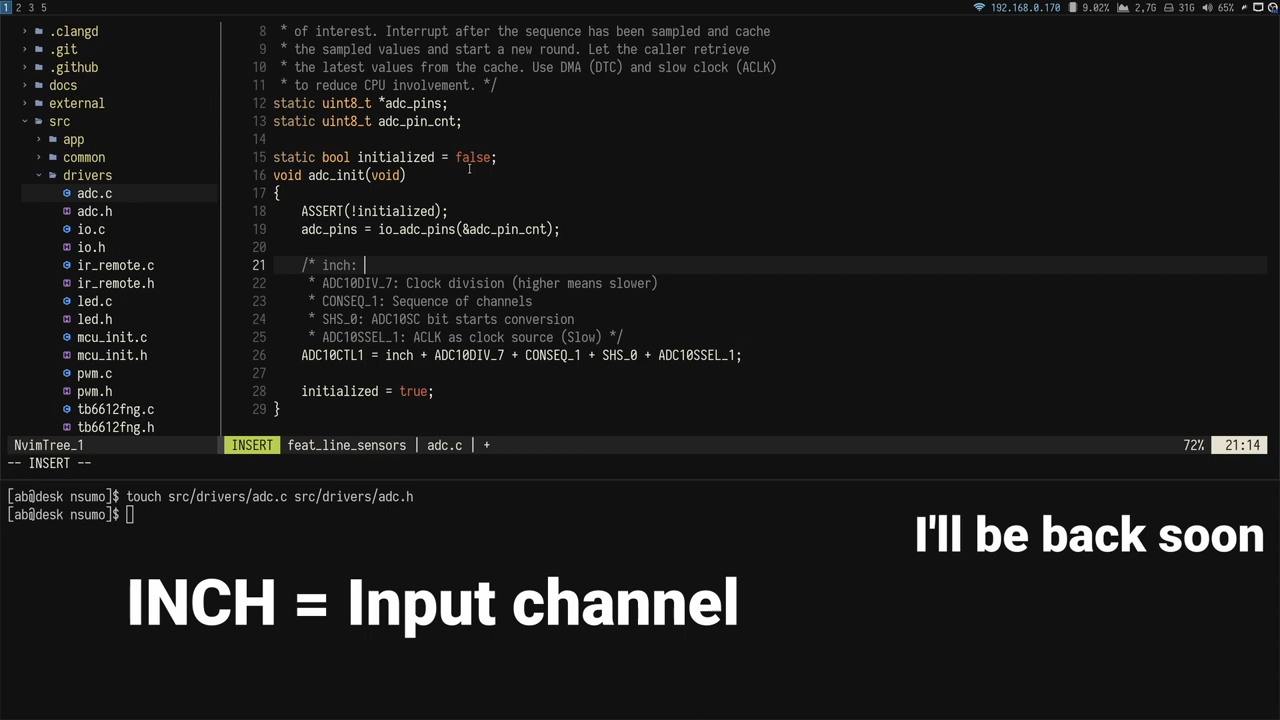 1 2 3 5
192.168.0.170 9.02% 2,7G 31G 65%
.clangd
.git
.github
docs
external
src
app
common
drivers
adc.c
adc.h
io.c
io.h
ir_remote.c
ir_remote.h
led.c
led.h
mcu_init.c
mcu_init.h
pwm.c
pwm.h
tb6612fng.c
tb6612fng.h
8 * of interest. Interrupt after the sequence has been sampled and cache
9 * the sampled values and start a new round. Let the caller retrieve
10 * the latest values from the cache. Use DMA (DTC) and slow clock (ACLK)
11 * to reduce CPU involvement. */
12 static uint8_t *adc_pins;
13 static uint8_t adc_pin_cnt;
14
15 static bool initialized = false;
16 void adc_init(void)
17 {
18 ASSERT(!initialized);
19 adc_pins = io_adc_pins(&adc_pin_cnt);
20
21 /* inch:
22 * ADC10DIV_7: Clock division (higher means slower)
23 * CONSEQ_1: Sequence of channels
24 * SHS_0: ADC10SC bit starts conversion
25 * ADC10SSEL_1: ACLK as clock source (Slow) */
26 ADC10CTL1 = inch + ADC10DIV_7 + CONSEQ_1 + SHS_0 + ADC10SSEL_1;
27
28 initialized = true;
29 }
NvimTree_1 INSERT feat_line_sensors | adc.c | + 72% 21:14
-- INSERT --
[ab@desk nsumo]$ touch src/drivers/adc.c src/drivers/adc.h
[ab@desk nsumo]$
I'll be back soon
INCH = Input channel